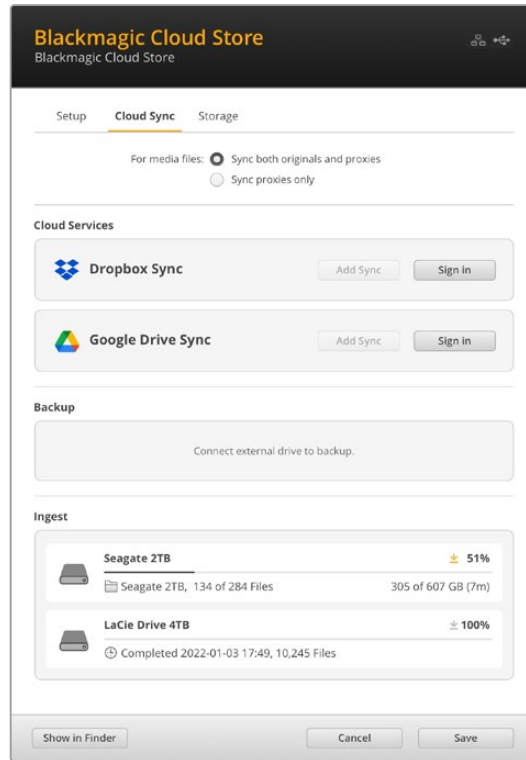 Blackmagic Cloud Store
Blackmagic Cloud Store
Setup Cloud Sync Storage
For media files: Sync both originals and proxies
Sync proxies only
Cloud Services
Dropbox Sync Add Sync Sign in
Google Drive Sync Add Sync Sign in
Backup
Connect external drive to backup.
Ingest
Seagate 2TB 51%
Seagate 2TB, 134 of 284 Files 305 of 607 GB (7m)
LaCie Drive 4TB 100%
Completed 2022-01-03 17:49, 10,245 Files
Show in Finder Cancel Save